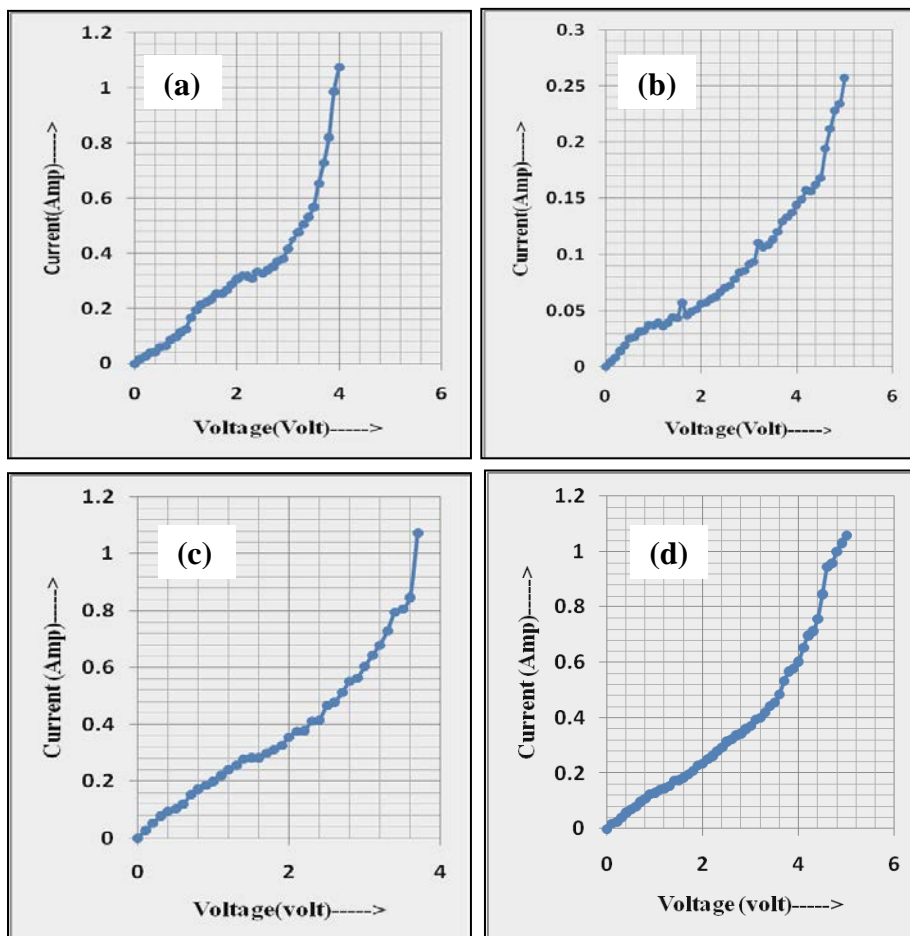 (a)
1.2
1
0.8
0.6
0.4
0.2
0
0 2 4 6
Current(Amp)---->
Voltage(Volt)----->
(b)
0.3
0.25
0.2
0.15
0.1
0.05
0
0 2 4 6
Current(Amp)---->
Voltage(Volt)----->
(c)
1.2
1
0.8
0.6
0.4
0.2
0
0 2 4
Current (Amp)----->
Voltage(volt)----->
(d)
1.2
1
0.8
0.6
0.4
0.2
0
0 2 4 6
Current (Amp)----->
Voltage (volt)----->